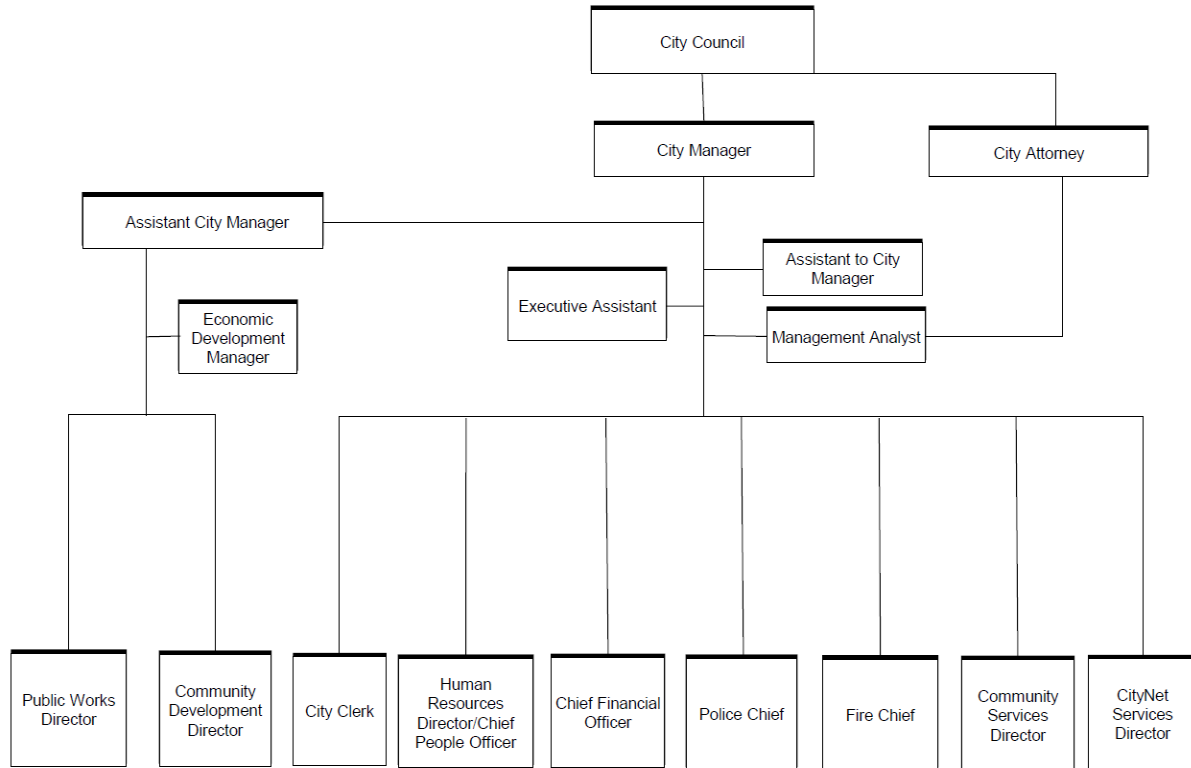 City Council
City Manager
City Attorney
Assistant City Manager
Assistant to City
Manager
Executive Assistant
Economic
Development
Manager
Management Analyst
Public Works
Director
Community
Development
Director
City Clerk
Human
Resources
Director/Chief
People Officer
Chief Financial
Officer
Police Chief
Fire Chief
Community
Services
Director
CityNet
Services
Director